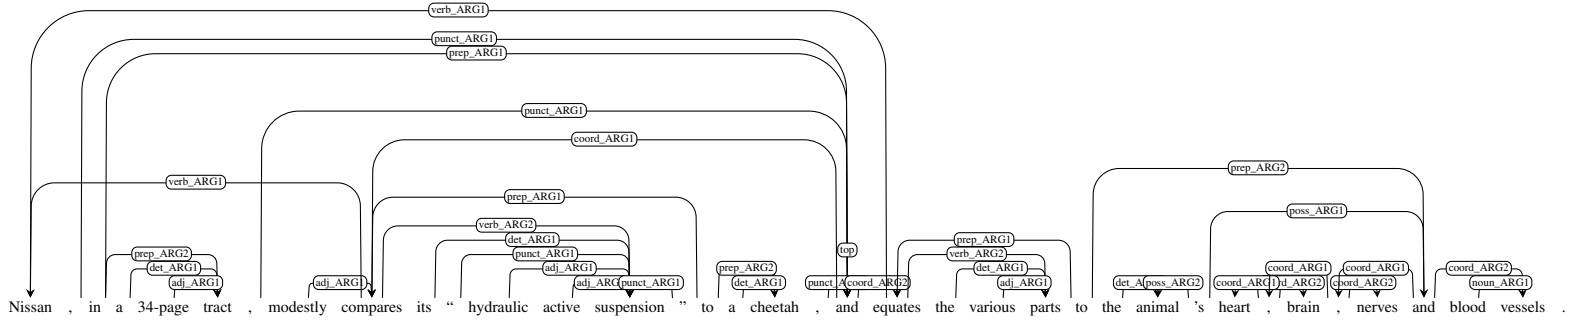 verb_ARG1
punct_ARG1
prep_ARG1
punct_ARG1
coord_ARG1
prep_ARG2
verb_ARG1
prep_ARG1
poss_ARG1
verb_ARG2
det_ARG1 prep_ARG1
top
prep_ARG2 punct_ARG1 verb_ARG2
det_ARG1 adj_ARG1 prep_ARG2 det_ARG1 coord_ARG1 coord_ARG1 coord_ARG2
adj_ARG1 adj_ARG1 punct_ARG1 det_ARG1 coord_ARG2 adj_ARG1 poss_ARG2 coord_ARG1 coord_ARG2 noun_ARG1
Nissan , in a 34-page tract , modestly compares its “ hydraulic active suspension ” to a cheetah , and equates the various parts to the animal ’s heart , brain , nerves and blood vessels .